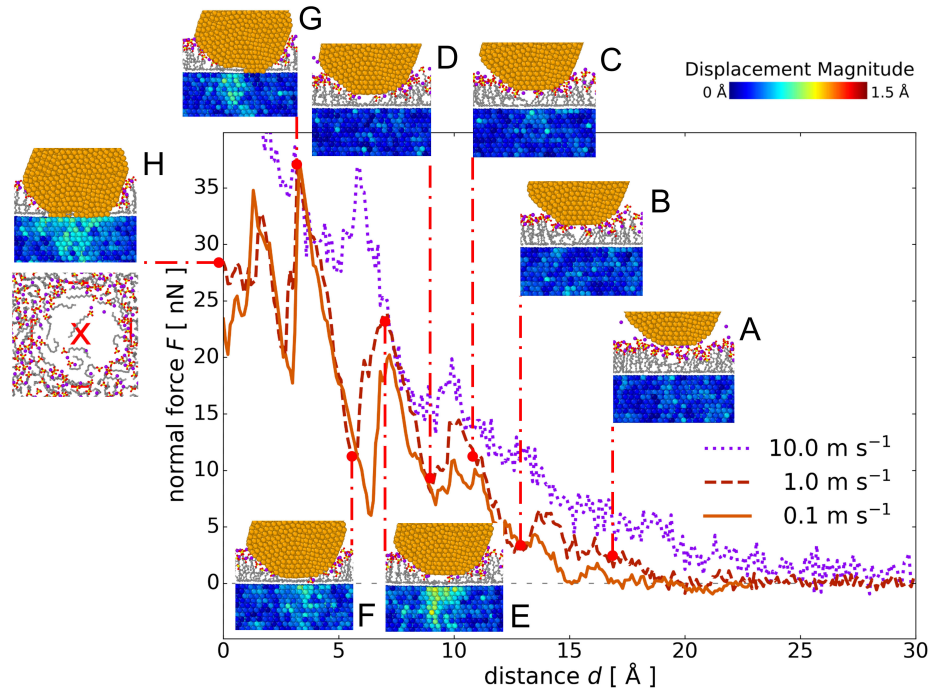 G
D
C
Displacement Magnitude
0 Å 1.5 Å
H
B
A
X
F
E
35
30
25
20
15
10
5
0
normal force F [ nN ]
10.0 m s⁻¹
1.0 m s⁻¹
0.1 m s⁻¹
0 5 10 15 20 25 30
distance d [ Å ]